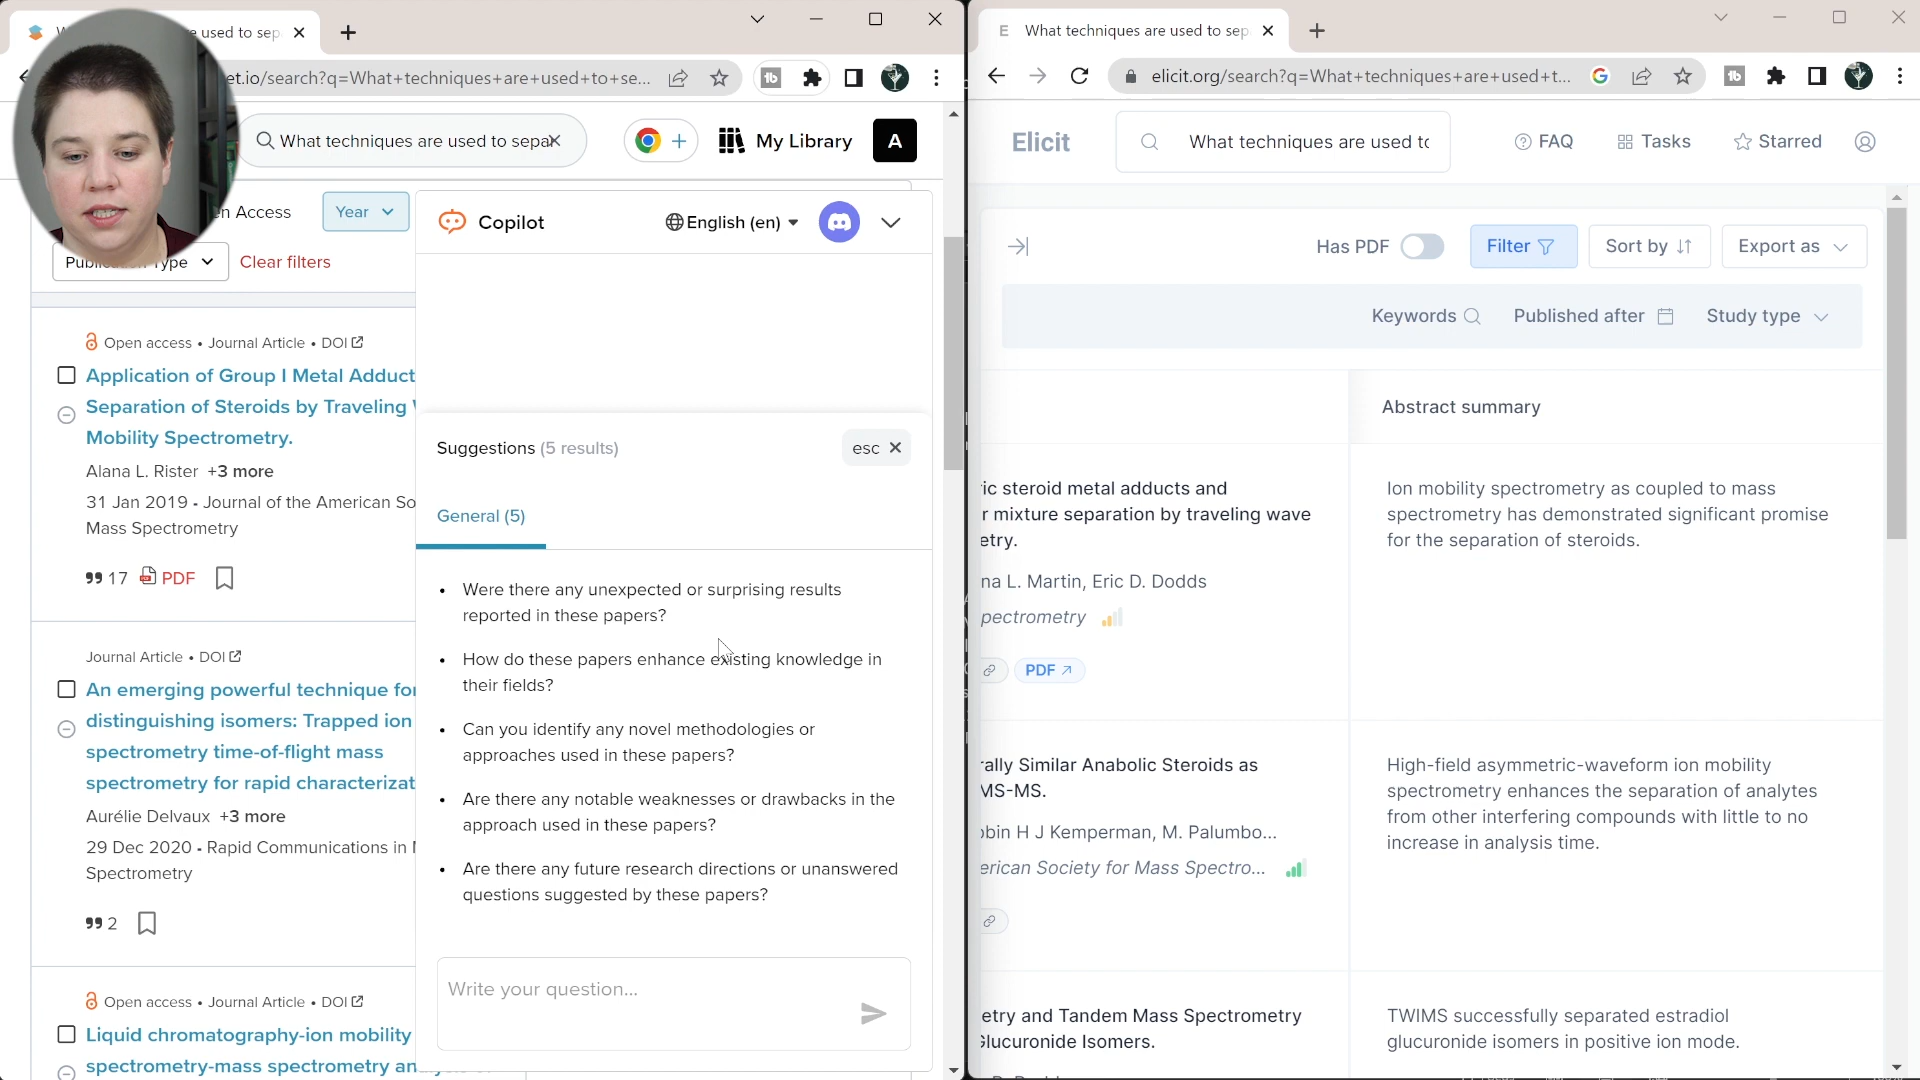 e used to sep
et.io/search?q=What+techniques+are+used+to+se...
What techniques are used to sepa
My Library
A
n Access
Year
Publication Type
Clear filters
Open access • Journal Article • DOI
Application of Group I Metal Adduct
Separation of Steroids by Traveling
Mobility Spectrometry.
Alana L. Rister +3 more
31 Jan 2019 - Journal of the American So
Mass Spectrometry
17 PDF
Journal Article • DOI
An emerging powerful technique for
distinguishing isomers: Trapped ion
spectrometry time-of-flight mass
spectrometry for rapid characterizat
Aurélie Delvaux +3 more
29 Dec 2020 - Rapid Communications in
Spectrometry
2
Open access • Journal Article • DOI
Liquid chromatography-ion mobility
spectrometry-mass spectrometry an
Copilot
English (en)
Suggestions (5 results)
esc
General (5)
• Were there any unexpected or surprising results
reported in these papers?
• How do these papers enhance existing knowledge in
their fields?
• Can you identify any novel methodologies or
approaches used in these papers?
• Are there any notable weaknesses or drawbacks in the
approach used in these papers?
• Are there any future research directions or unanswered
questions suggested by these papers?
Write your question...
E What techniques are used to sep
elicit.org/search?q=What+techniques+are+used+t...
Elicit
What techniques are used to
FAQ
Tasks
Starred
Has PDF
Filter
Sort by
Export as
Keywords
Published after
Study type
Abstract summary
ic steroid metal adducts and
r mixture separation by traveling wave
etry.
na L. Martin, Eric D. Dodds
pectrometry
PDF
Ion mobility spectrometry as coupled to mass
spectrometry has demonstrated significant promise
for the separation of steroids.
rally Similar Anabolic Steroids as
MS-MS.
obin H J Kemperman, M. Palumbo...
erican Society for Mass Spectro...
High-field asymmetric-waveform ion mobility
spectrometry enhances the separation of analytes
from other interfering compounds with little to no
increase in analysis time.
etry and Tandem Mass Spectrometry
Glucuronide Isomers.
TWIMS successfully separated estradiol
glucuronide isomers in positive ion mode.